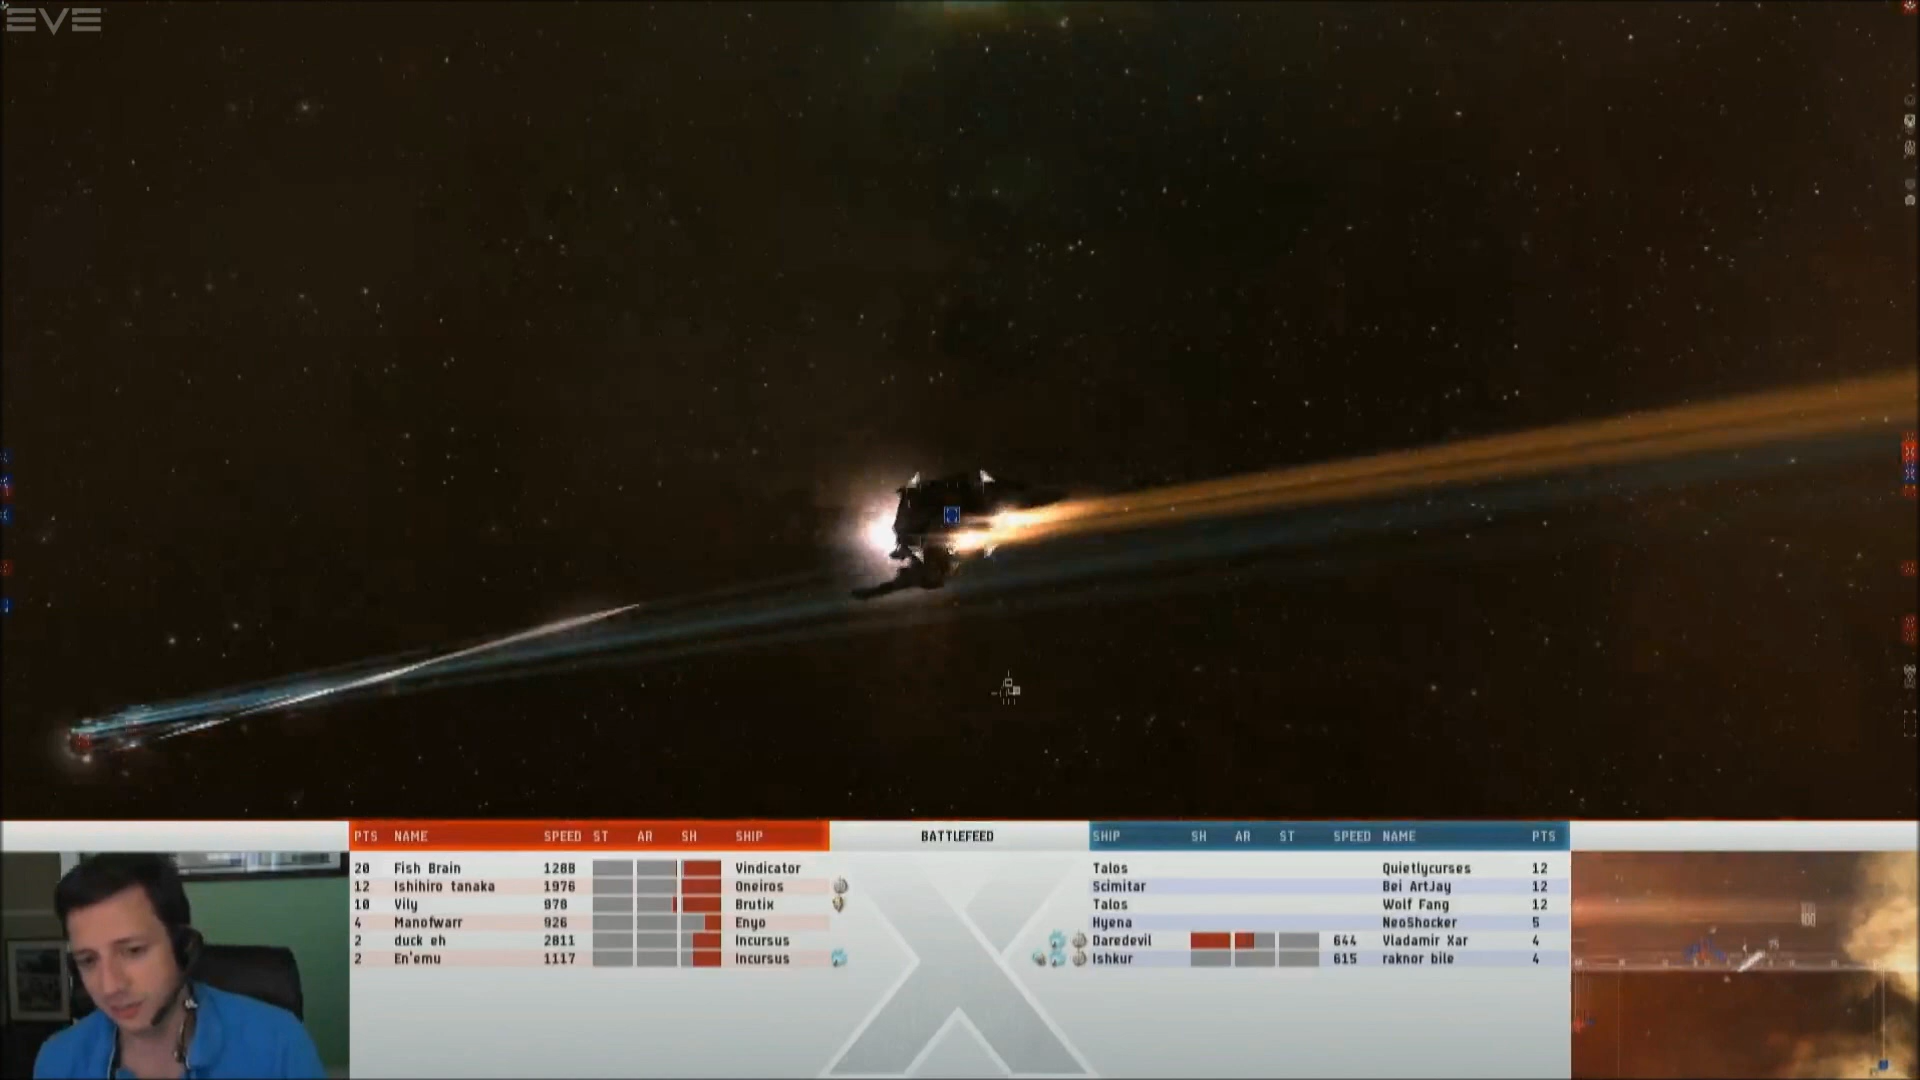 EVE
PTS NAME SPEED ST AR SH SHIP
20 Fish Brain 1288 Vindicator
12 Ishihiro tanaka 1976 Oneiros
10 Vily 978 Brutix
4 Manofwarr 926 Enyo
2 duck eh 2811 Incursus
2 En'emu 1117 Incursus
BATTLEFEED
SHIP SH AR ST SPEED NAME PTS
Talos Quietlycurses 12
Scimitar Bei ArtJay 12
Talos Wolf Fang 12
Hyena NeoShocker 5
Daredevil 644 Vladamir Xar 4
Ishkur 615 raknor bile 4